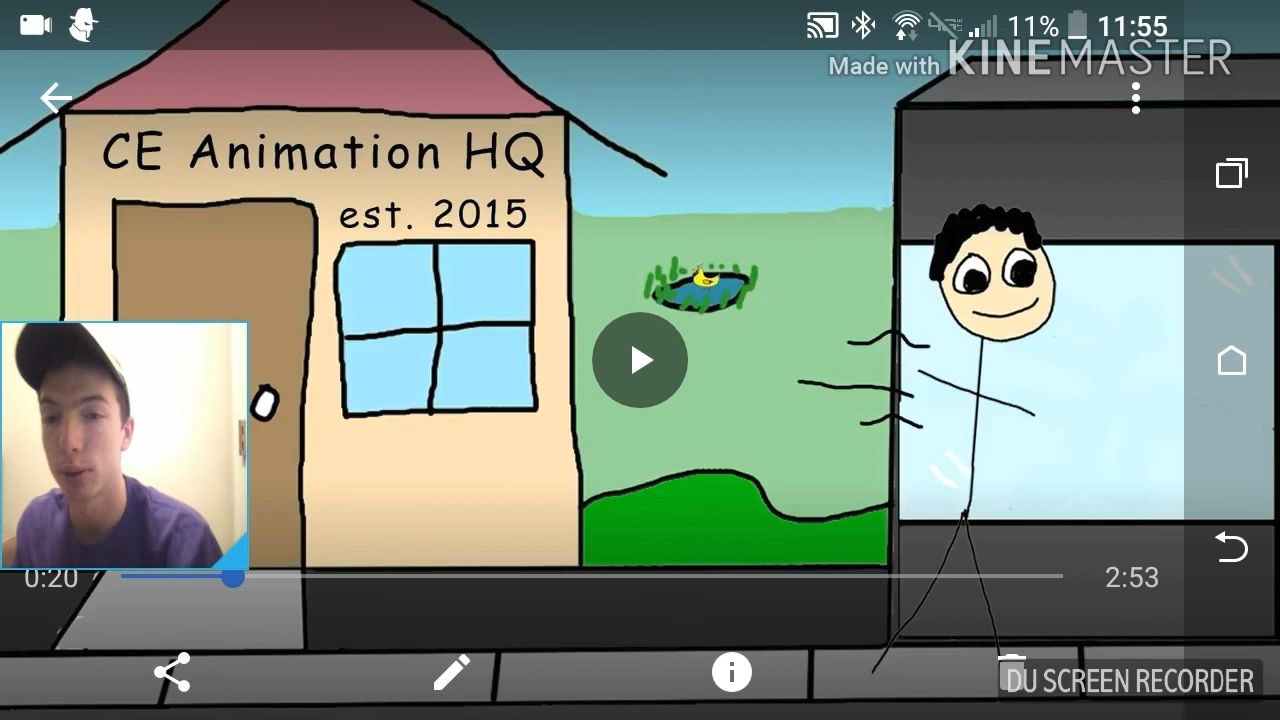 11% 11:55
Made with KINEMASTER
CE Animation HQ
est. 2015
0:20
2:53
DU SCREEN RECORDER